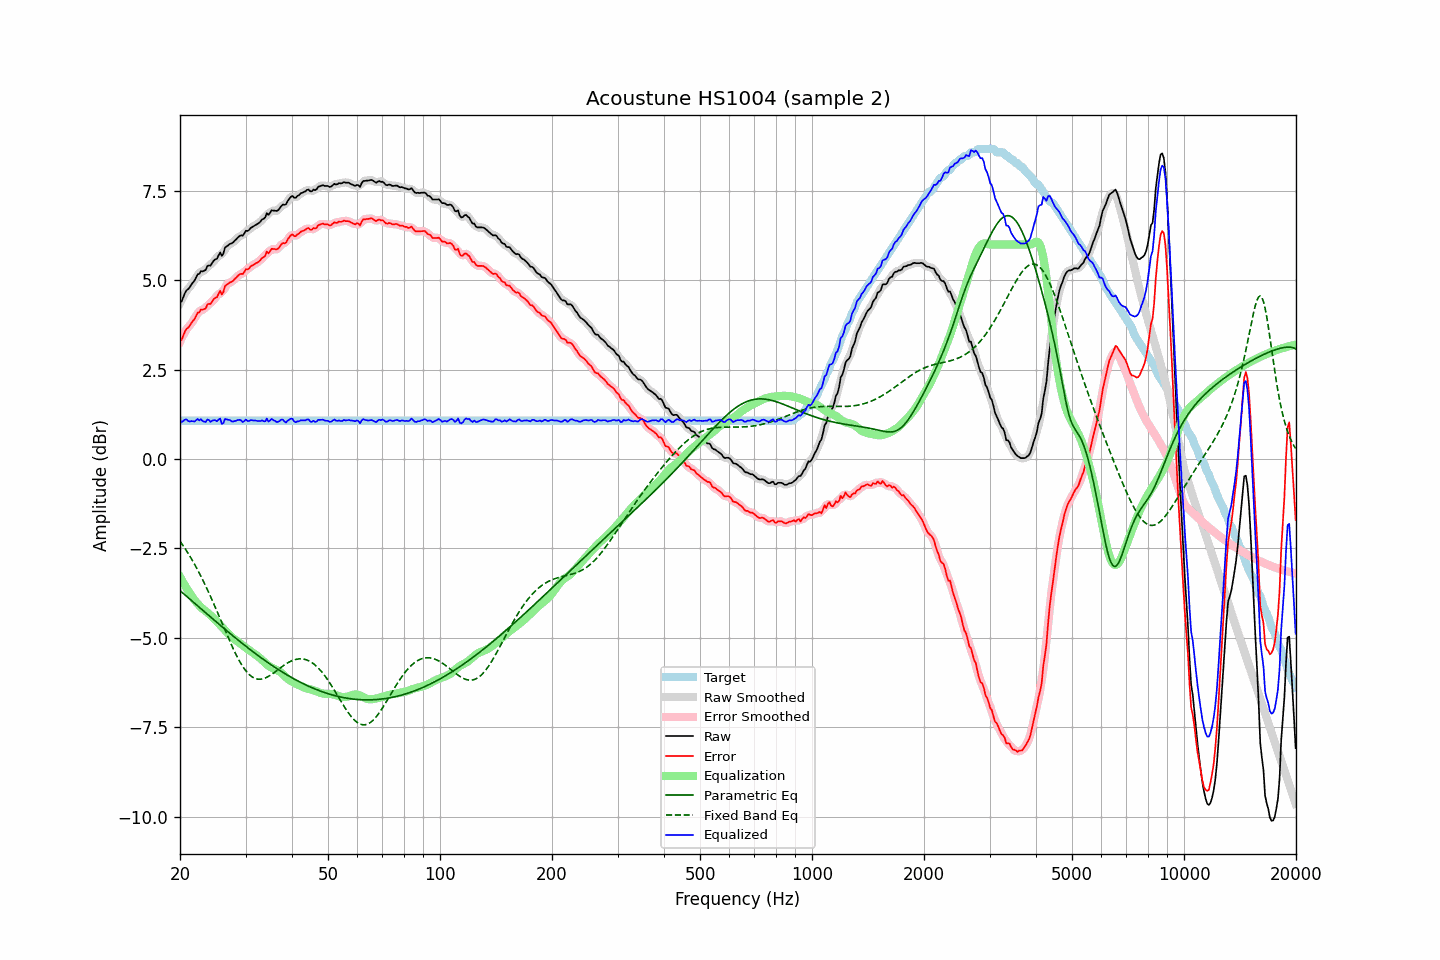 Acoustune HS1004 (sample 2)
Amplitude (dBr)
7.5
5.0
2.5
0.0
−2.5
−5.0
−7.5
−10.0
Target
Raw Smoothed
Error Smoothed
Raw
Error
Equalization
Parametric Eq
Fixed Band Eq
Equalized
20 50 100 200 500 1000 2000 5000 10000 20000
Frequency (Hz)